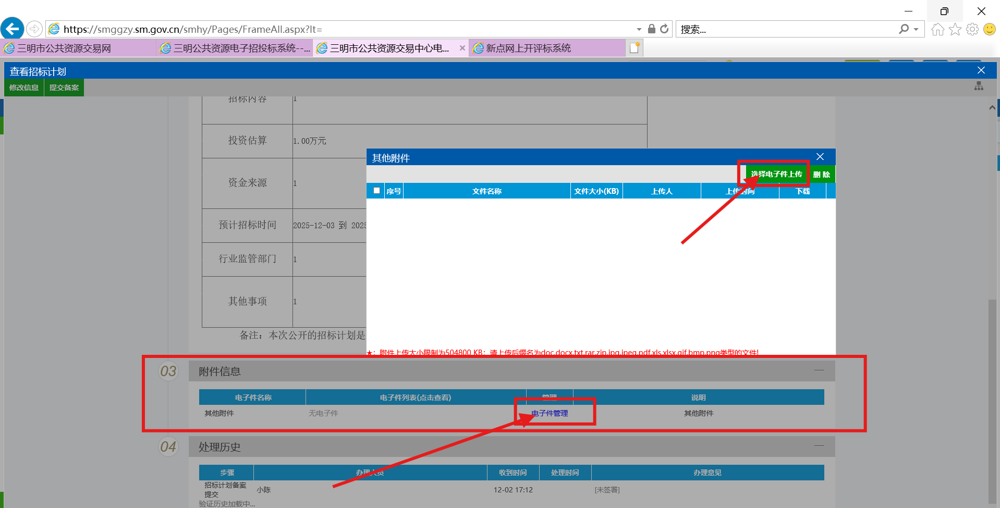 https://smggzy.sm.gov.cn/smhy/Pages/FrameAll.aspx?lt=
搜索...
三明市公共资源交易网
三明公共资源电子招投标系统--...
三明市公共资源交易中心电...
新点网上开评标系统
查看招标计划
修改信息
提交备案
招标内容 1
投资估算 1.00万元
资金来源 1
预计招标时间 2025-12-03 到 2025
行业监管部门 1
其他事项 1
备注：本次公开的招标计划是
其他附件
选择电子件上传 删 除
序号 文件名称 文件大小(KB) 上传人 上传时间 下载
★：附件上传大小限制为504800 KB；请上传后缀名为doc,docx,txt,rar,zip,jpg,jpeg,pdf,xls,xlsx,gif,bmp,png类型的文件!
03 附件信息
电子件名称 电子件列表(点击查看) 管理 说明
其他附件 无电子件 电子件管理 其他附件
04 处理历史
步骤 办理人员 收到时间 处理时间 办理意见
招标计划备案
提交
小陈 12-02 17:12 [未签署]
验证历史加载中...